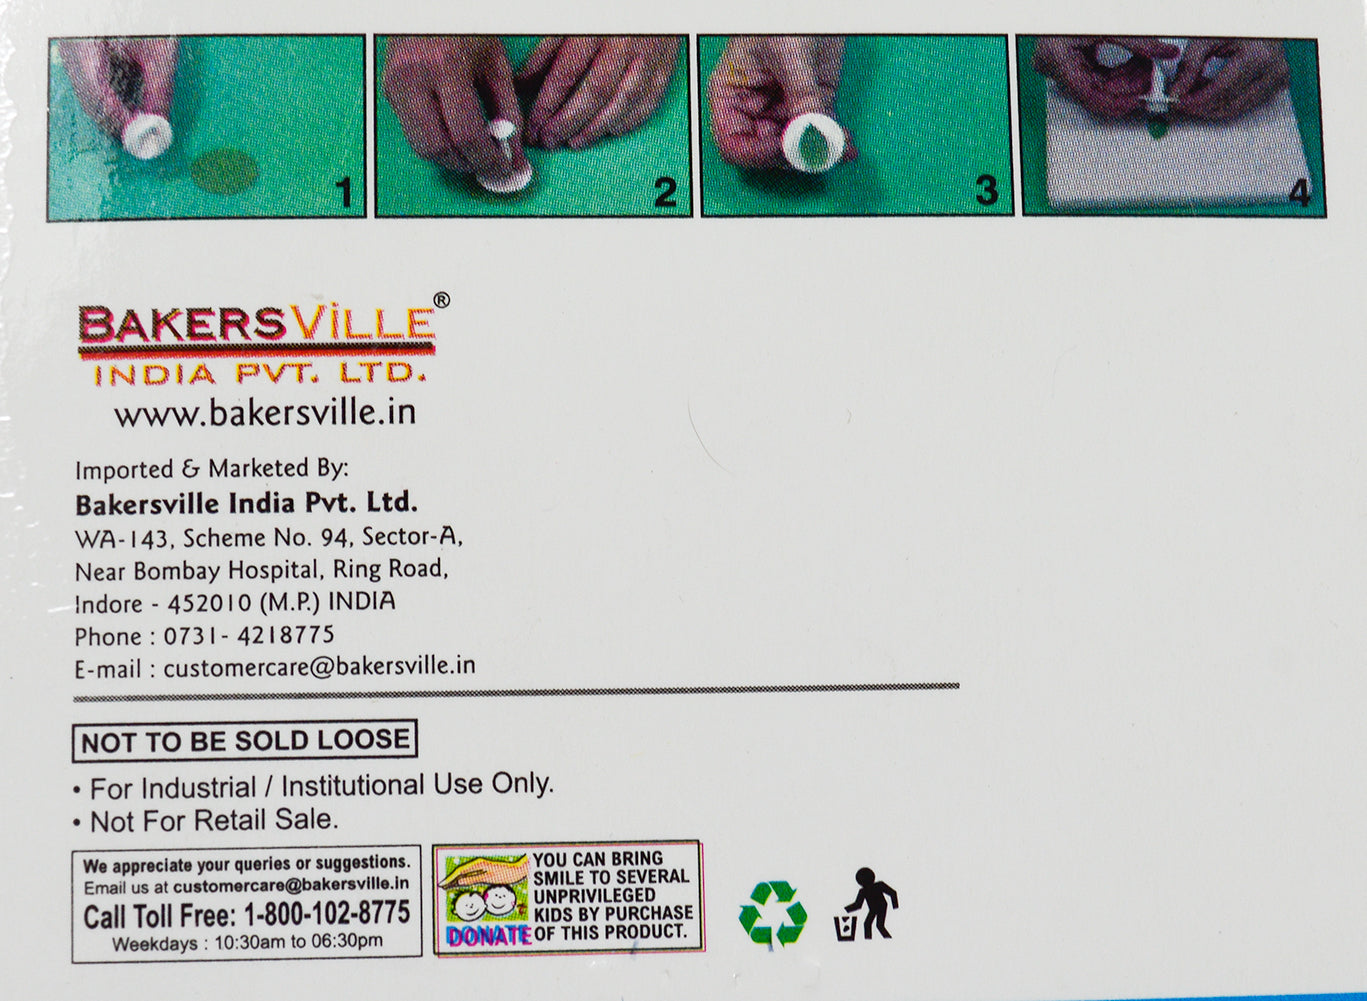 1
2
3
4
BAKERSViLLE®
INDIA PVT. LTD.
www.bakersville.in
Imported & Marketed By:
Bakersville India Pvt. Ltd.
WA-143, Scheme No. 94, Sector-A,
Near Bombay Hospital, Ring Road,
Indore - 452010 (M.P.) INDIA
Phone : 0731- 4218775
E-mail : customercare@bakersville.in
NOT TO BE SOLD LOOSE
• For Industrial / Institutional Use Only.
• Not For Retail Sale.
We appreciate your queries or suggestions.
Email us at customercare@bakersville.in
Call Toll Free: 1-800-102-8775
Weekdays : 10:30am to 06:30pm
YOU CAN BRING
SMILE TO SEVERAL
UNPRIVILEGED
KIDS BY PURCHASE
OF THIS PRODUCT.
DONATE